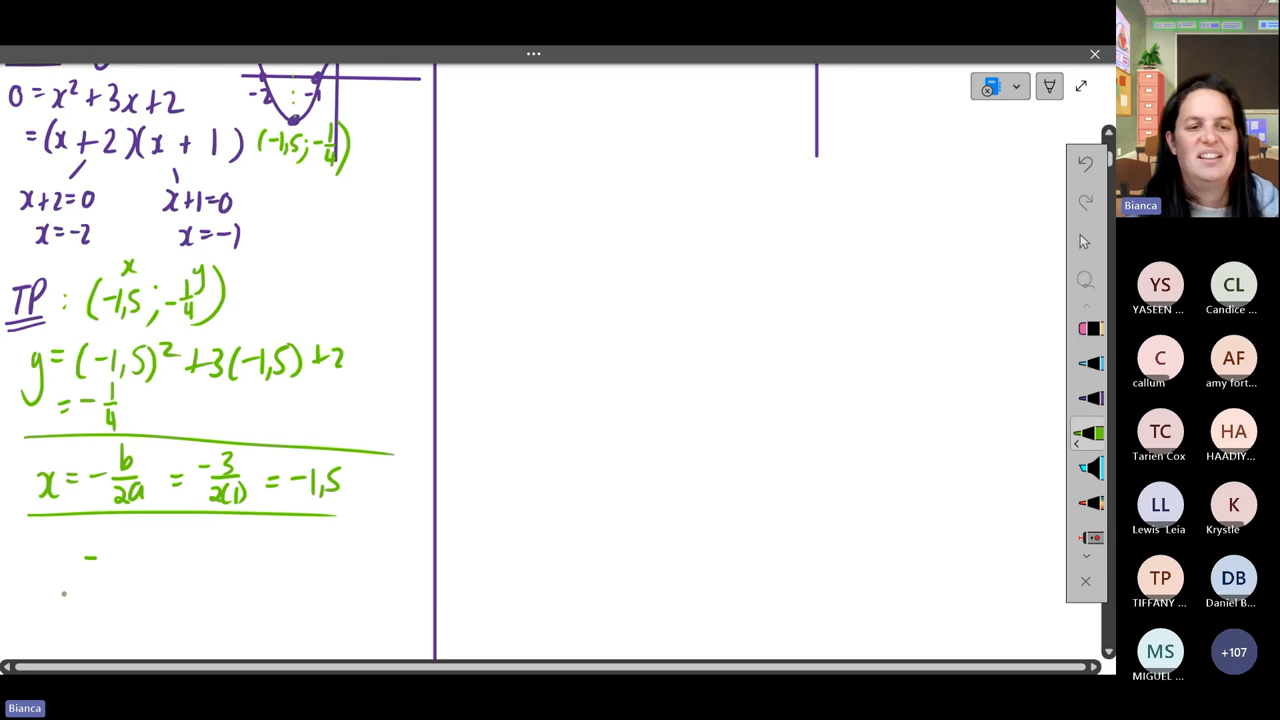 0 = x² + 3x + 2
= (x + 2)(x + 1)
x+2=0 x+1=0
x=-2 x=-1
-2 -1
(-1,5; -1/4)
x y
TP : (-1,5 ; -1/4)
y = (-1,5)² + 3(-1,5) + 2
= -1/4
x = -b/2a = -3/2(1) = -1,5
-
Bianca
YS CL
YASEEN ... Candice ...
C AF
callum amy fort...
TC HA
Tarien Cox HAADIY...
LL K
Lewis Leia Krystle
TP DB
TIFFANY ... Daniel B...
MS +107
MIGUEL ...
Bianca